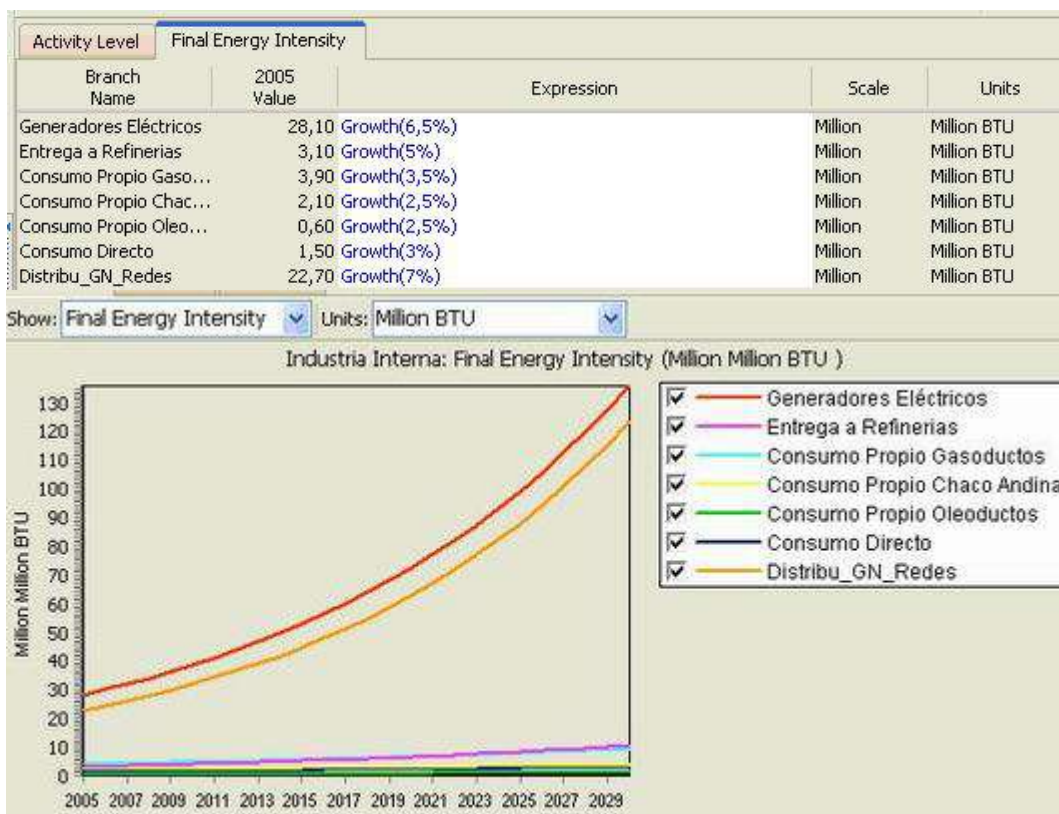 Activity Level Final Energy Intensity
Branch Name 2005 Value Expression Scale Units
Generadores Eléctricos 28,10 Growth(6,5%) Million Million BTU
Entrega a Refinerias 3,10 Growth(5%) Million Million BTU
Consumo Propio Gaso... 3,90 Growth(3,5%) Million Million BTU
Consumo Propio Chac... 2,10 Growth(2,5%) Million Million BTU
Consumo Propio Oleo... 0,60 Growth(2,5%) Million Million BTU
Consumo Directo 1,50 Growth(3%) Million Million BTU
Distribu_GN_Redes 22,70 Growth(7%) Million Million BTU
Show: Final Energy Intensity Units: Million BTU
Industria Interna: Final Energy Intensity (Million Million BTU )
Million Million BTU
130
120
110
100
90
80
70
60
50
40
30
20
10
0
2005 2007 2009 2011 2013 2015 2017 2019 2021 2023 2025 2027 2029
Generadores Eléctricos
Entrega a Refinerias
Consumo Propio Gasoductos
Consumo Propio Chaco Andina
Consumo Propio Oleoductos
Consumo Directo
Distribu_GN_Redes